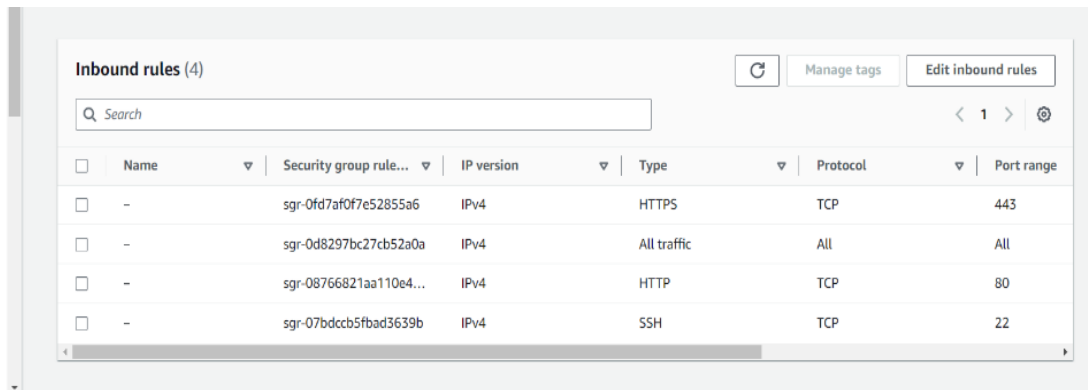 Inbound rules (4)
Manage tags
Edit inbound rules
Search
1
Name Security group rule... IP version Type Protocol Port range
– sgr-0fd7af0f7e52855a6 IPv4 HTTPS TCP 443
– sgr-0d8297bc27cb52a0a IPv4 All traffic All All
– sgr-08766821aa110e4... IPv4 HTTP TCP 80
– sgr-07bdccb5fbad3639b IPv4 SSH TCP 22